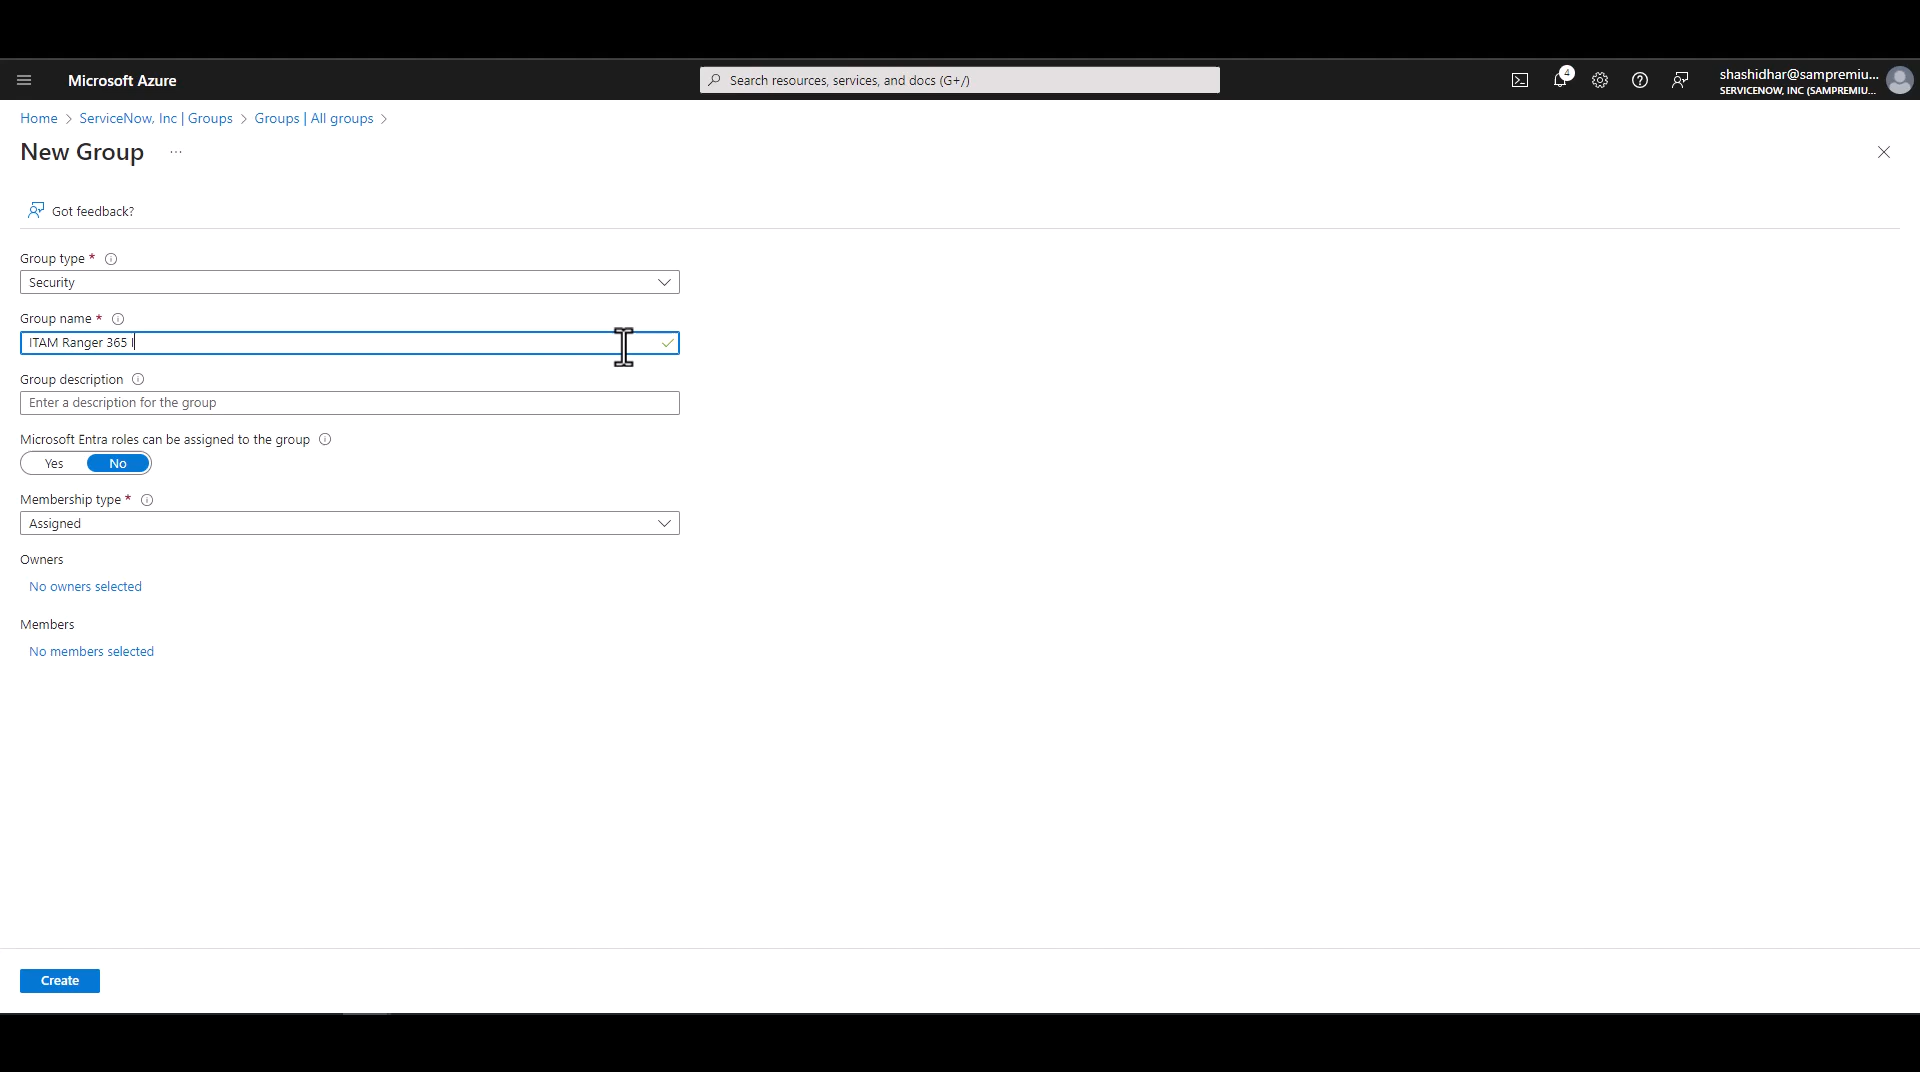 Microsoft Azure
Search resources, services, and docs (G+/)
4
shashidhar@sampremiu...
SERVICENOW, INC (SAMPREMIU...
Home > ServiceNow, Inc | Groups > Groups | All groups >
New Group ...
Got feedback?
Group type *
Security
Group name *
ITAM Ranger 365 I
Group description
Enter a description for the group
Microsoft Entra roles can be assigned to the group
Yes No
Membership type *
Assigned
Owners
No owners selected
Members
No members selected
Create